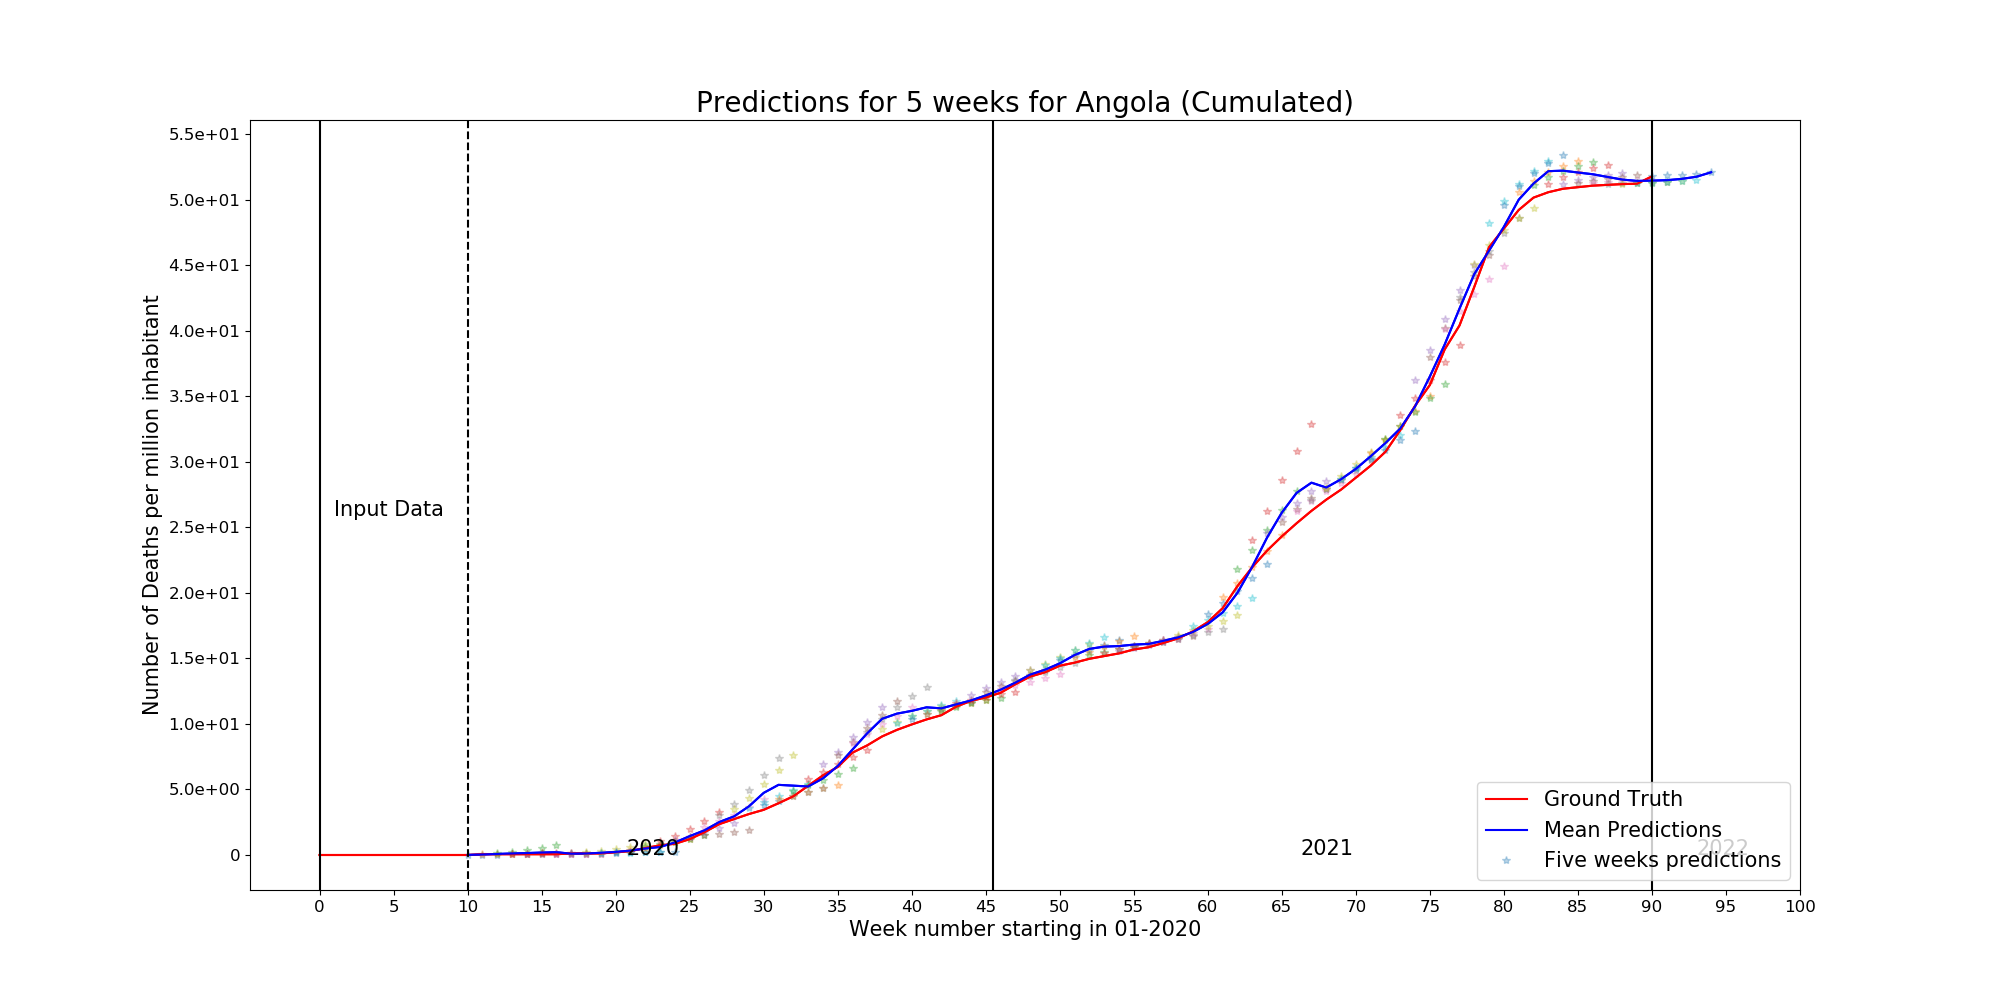 Predictions for 5 weeks for Angola (Cumulated)
Number of Deaths per million inhabitant
5.5e+01
5.0e+01
4.5e+01
4.0e+01
3.5e+01
3.0e+01
2.5e+01
2.0e+01
1.5e+01
1.0e+01
5.0e+00
0
Input Data
2020
2021
2022
Ground Truth
Mean Predictions
Five weeks predictions
0 5 10 15 20 25 30 35 40 45 50 55 60 65 70 75 80 85 90 95 100
Week number starting in 01-2020